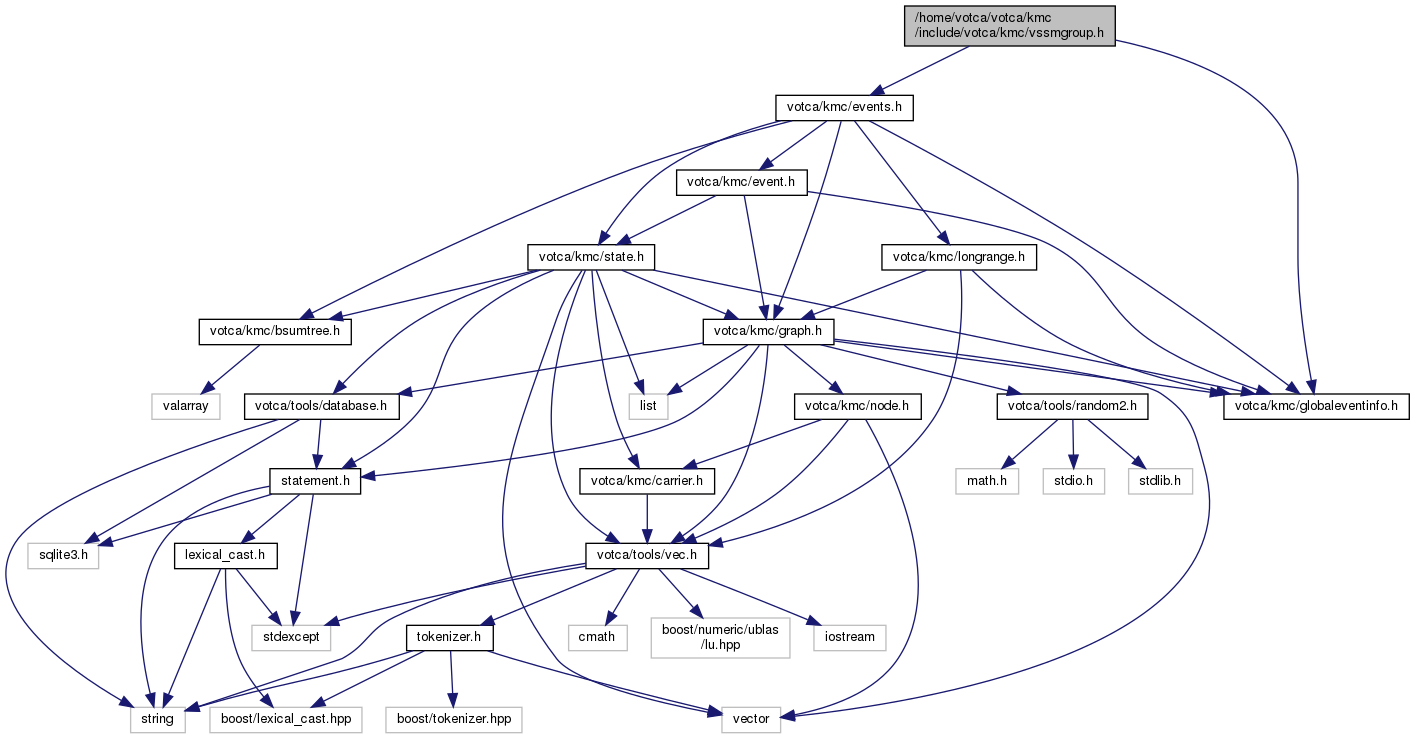 /home/votca/votca/kmc
/include/votca/kmc/vssmgroup.h
votca/kmc/events.h
votca/kmc/event.h
votca/kmc/state.h
votca/kmc/longrange.h
votca/kmc/bsumtree.h
votca/kmc/graph.h
valarray
votca/tools/database.h
list
votca/kmc/node.h
votca/tools/random2.h
votca/kmc/globaleventinfo.h
statement.h
votca/kmc/carrier.h
math.h
stdio.h
stdlib.h
sqlite3.h
lexical_cast.h
votca/tools/vec.h
stdexcept
tokenizer.h
cmath
boost/numeric/ublas
/lu.hpp
iostream
string
boost/lexical_cast.hpp
boost/tokenizer.hpp
vector